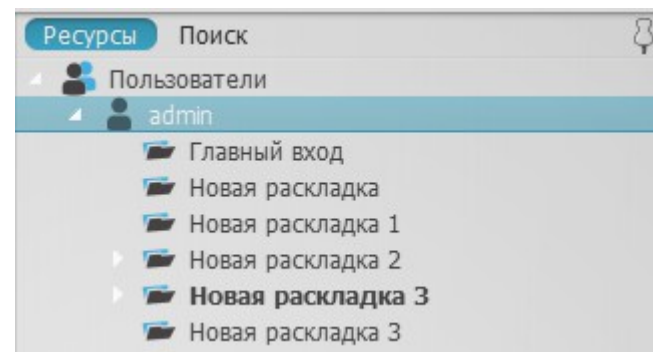 Ресурсы Поиск
Пользователи
admin
Главный вход
Новая раскладка
Новая раскладка 1
Новая раскладка 2
Новая раскладка 3
Новая раскладка 3